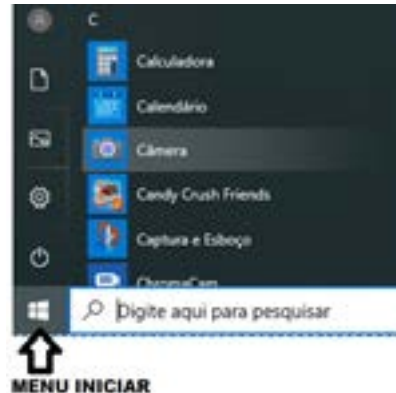 C
Calculadora
Calendário
Câmera
Candy Crush Friends
Captura e Esboço
ChromaCam
Digite aqui para pesquisar
MENU INICIAR